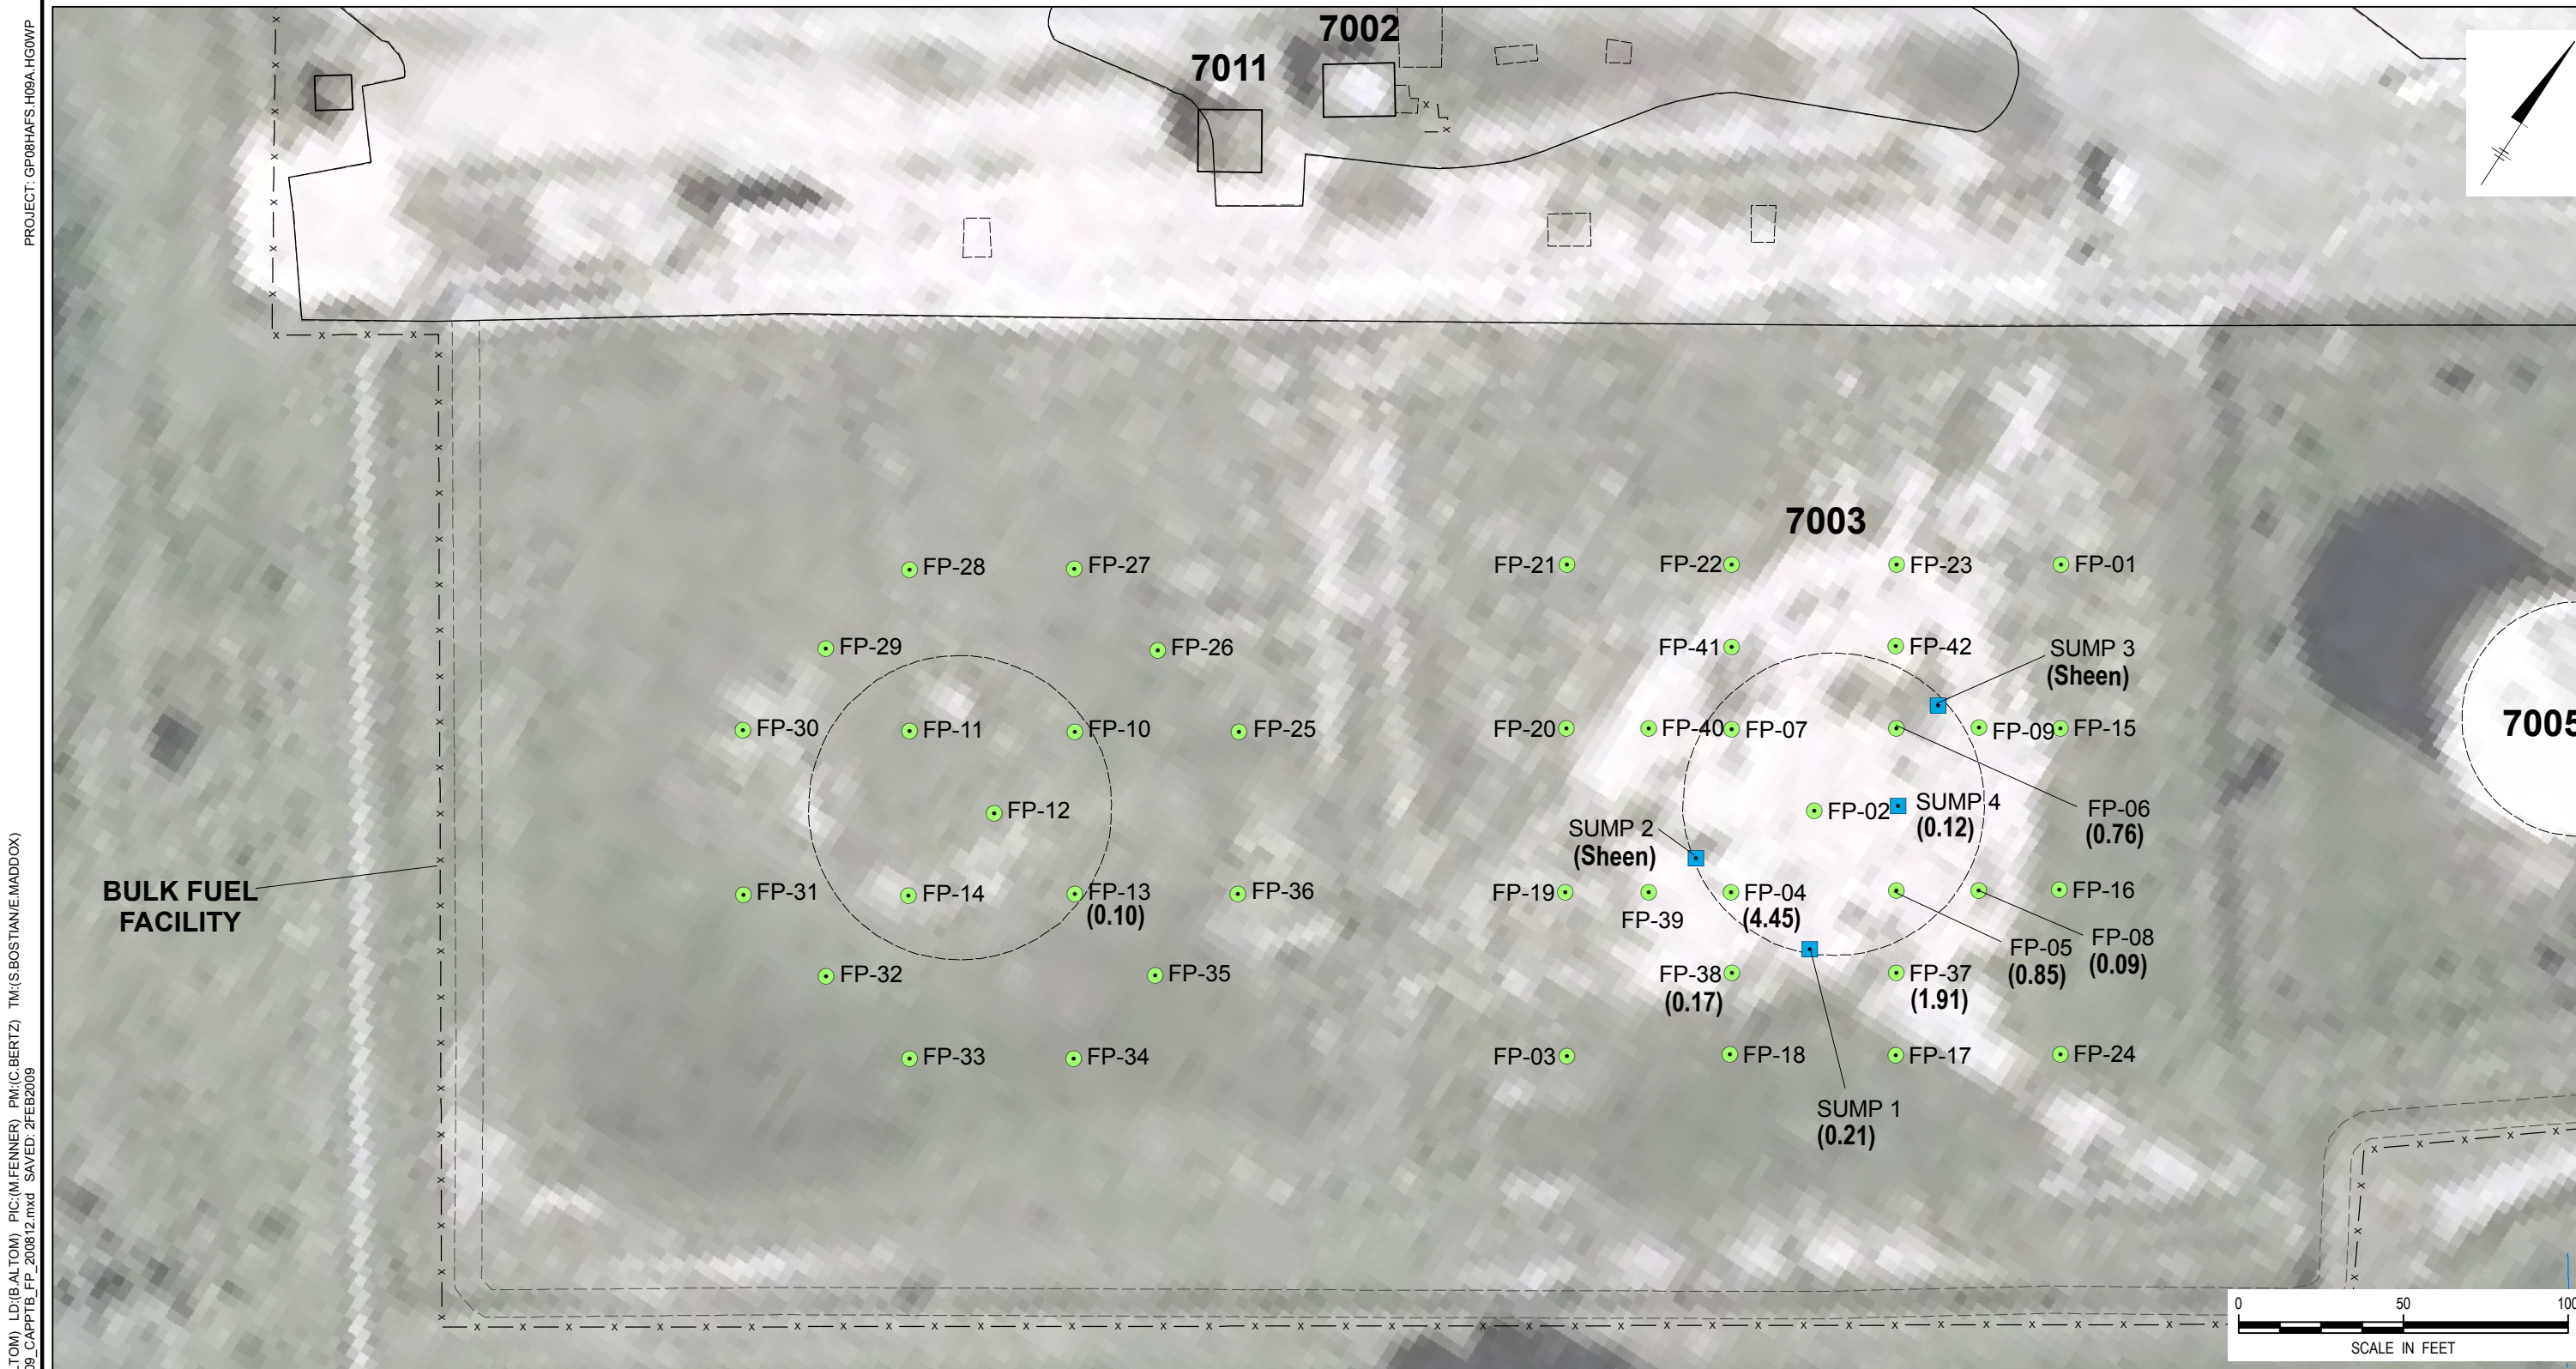 PROJECT: GP08HAFS.H09A.HG0WP
LTOM) LD:(B.ALTOM) PIC:(M.FENNER) PM:(C.BERTZ) TM:(S.BOSTIAN/E.MADDOX)
09_CAPPTB_FP_200812.mxd SAVED: 2FEB2009
7002
7011
7003
FP-28
FP-27
FP-21
FP-22
FP-23
FP-01
FP-29
FP-26
FP-41
FP-42
SUMP 3
(Sheen)
FP-30
FP-11
FP-10
FP-25
FP-20
FP-40
FP-07
FP-09
FP-15
7005
FP-12
FP-02
SUMP 4
(0.12)
FP-06
(0.76)
SUMP 2
(Sheen)
BULK FUEL
FACILITY
FP-31
FP-14
FP-13
(0.10)
FP-36
FP-19
FP-39
FP-04
(4.45)
FP-16
FP-05
(0.85)
FP-08
(0.09)
FP-32
FP-35
FP-38
(0.17)
FP-37
(1.91)
FP-33
FP-34
FP-03
FP-18
FP-17
FP-24
SUMP 1
(0.21)
0 50 100
SCALE IN FEET